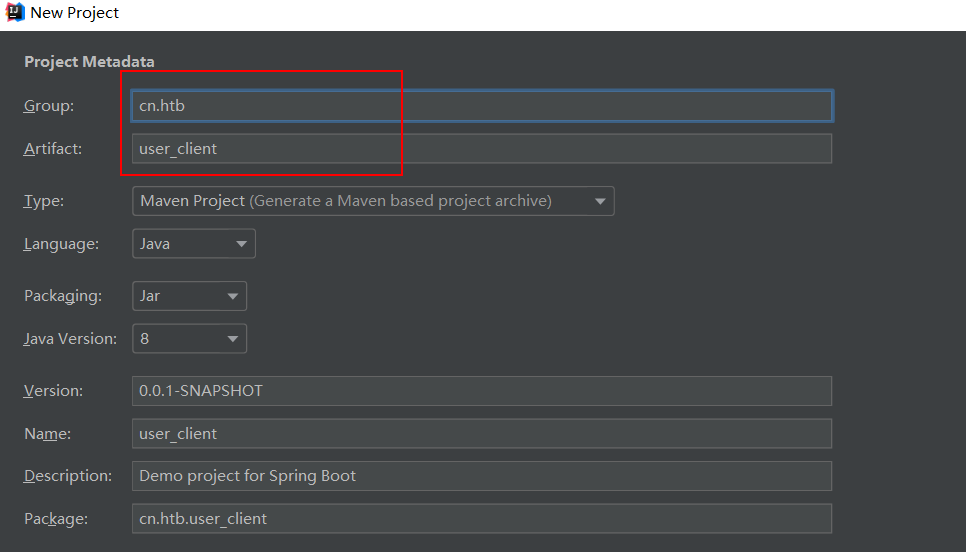 New Project
Project Metadata
Group: cn.htb
Artifact: user_client
Type: Maven Project (Generate a Maven based project archive)
Language: Java
Packaging: Jar
Java Version: 8
Version: 0.0.1-SNAPSHOT
Name: user_client
Description: Demo project for Spring Boot
Package: cn.htb.user_client